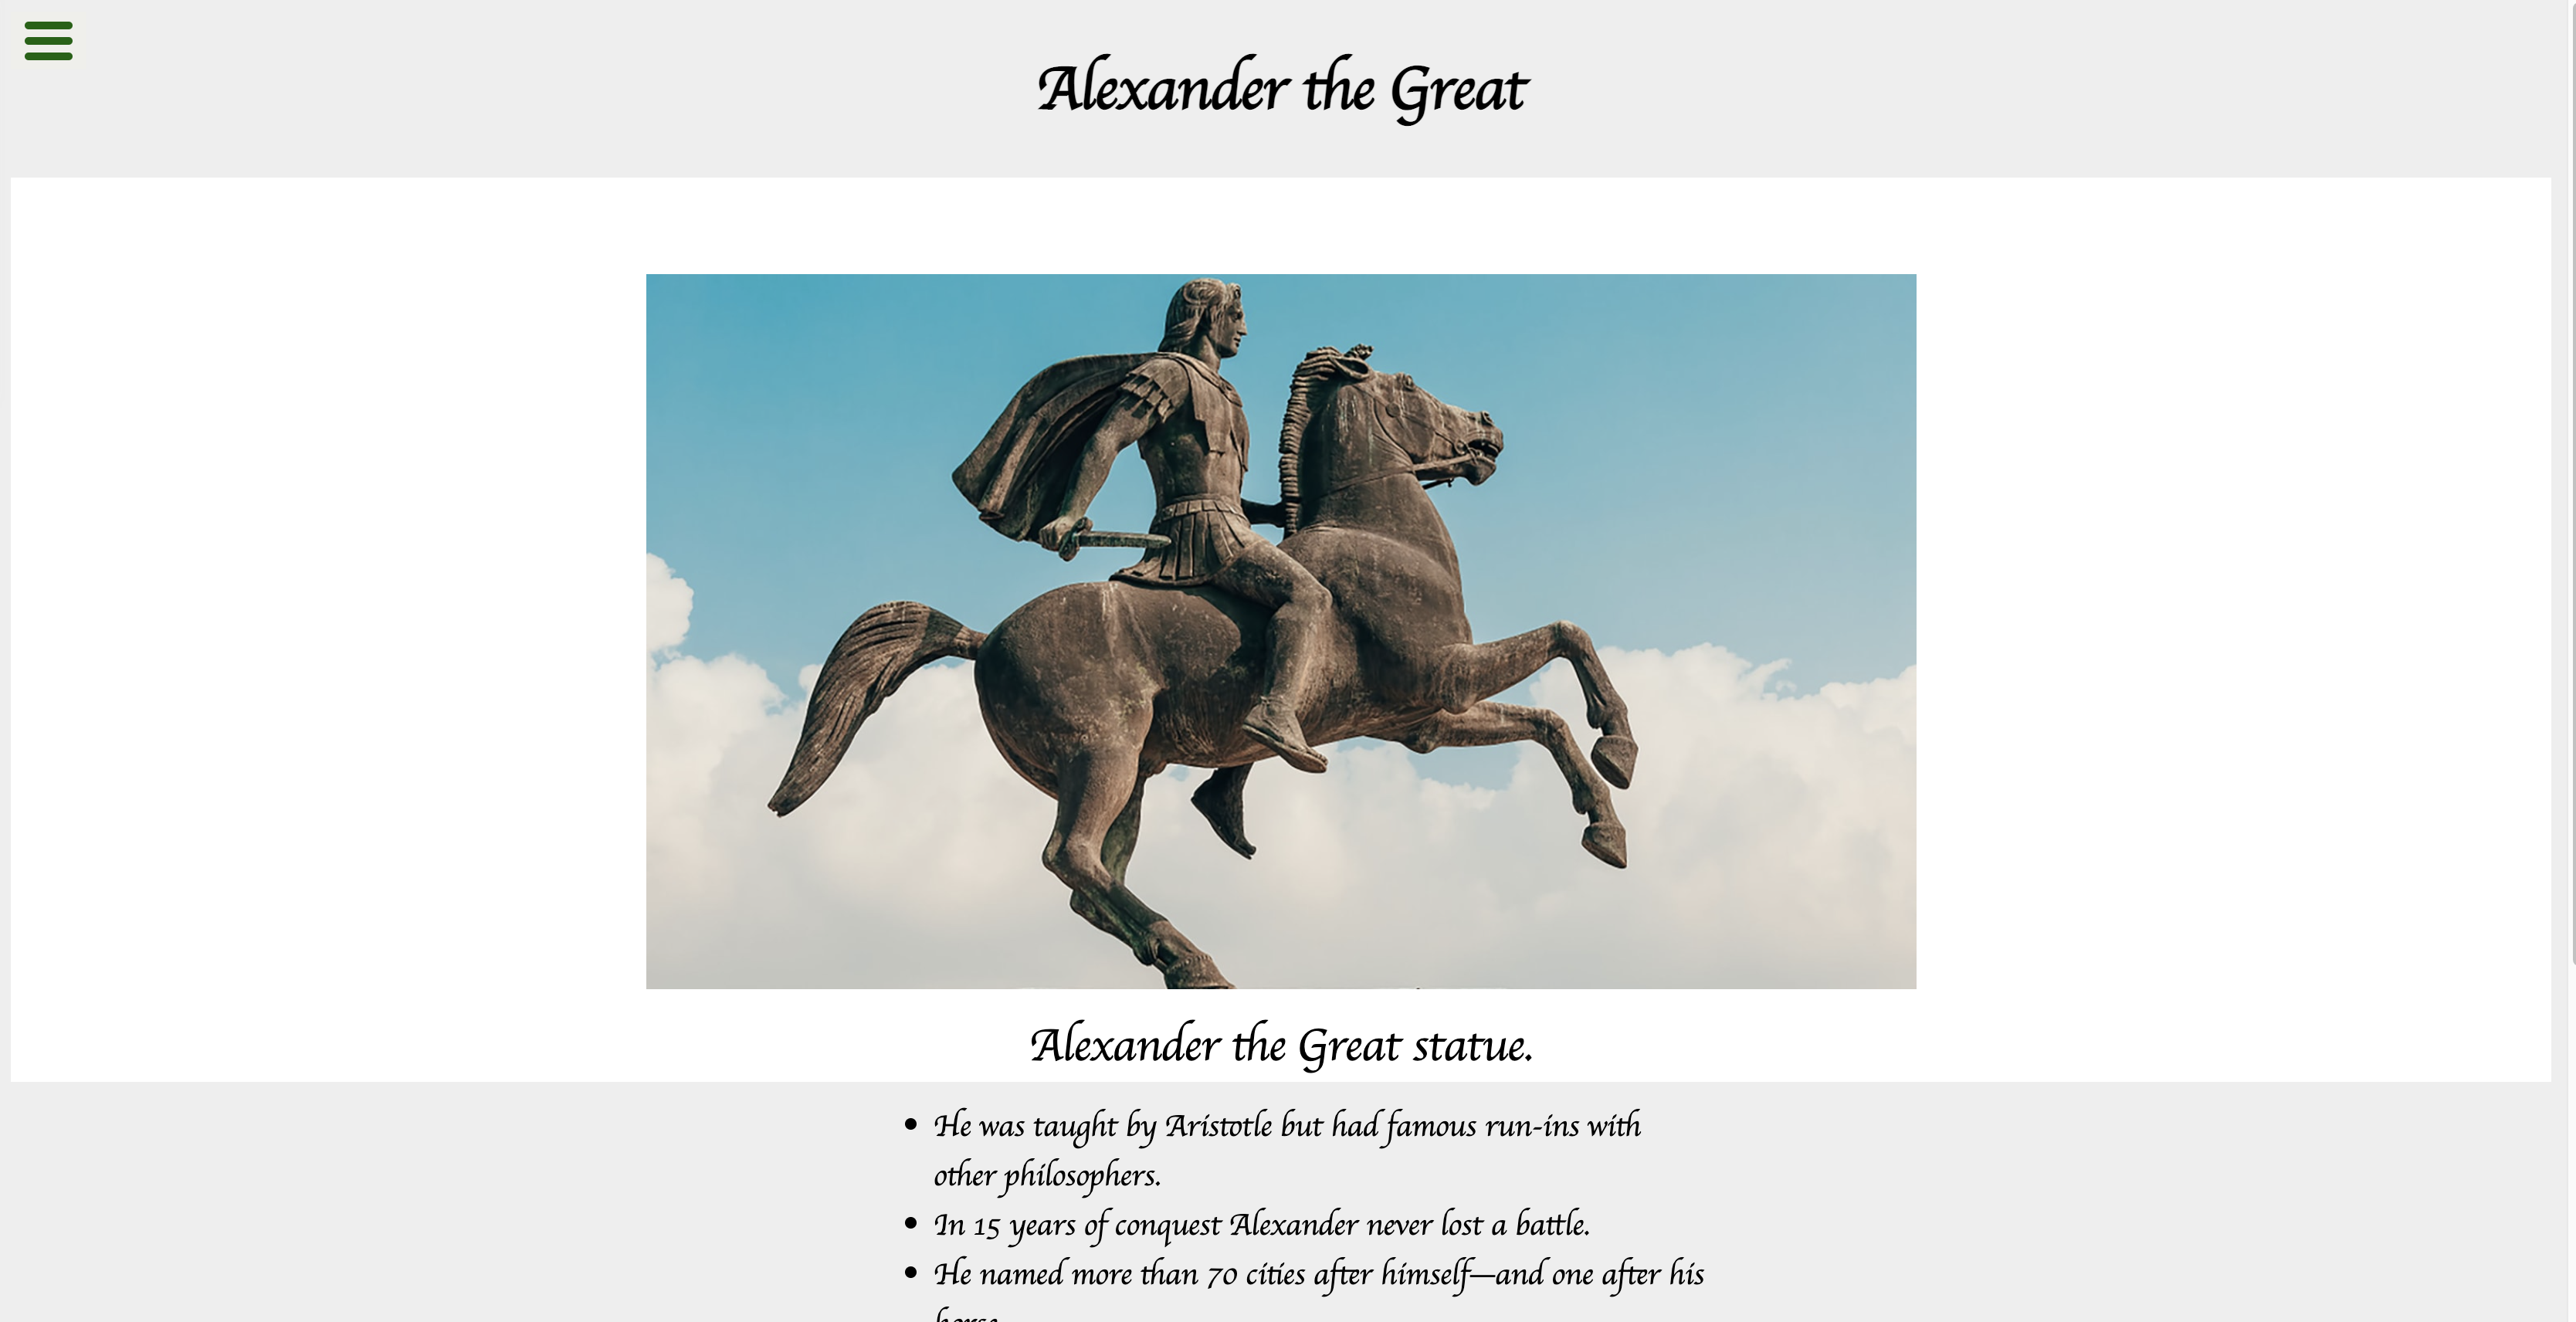 Alexander the Great
Alexander the Great statue.
He was taught by Aristotle but had famous run-ins with
other philosophers.
In 15 years of conquest Alexander never lost a battle.
He named more than 70 cities after himself—and one after his